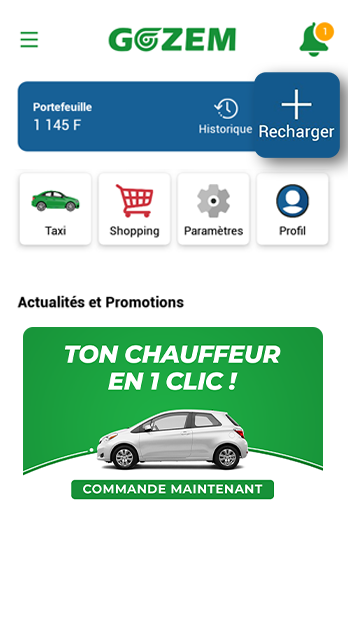 GOZEM
1
Portefeuille
1 145 F
Historique
Recharger
Taxi
Shopping
Paramètres
Profil
Actualités et Promotions
TON CHAUFFEUR
EN 1 CLIC !
COMMANDE MAINTENANT